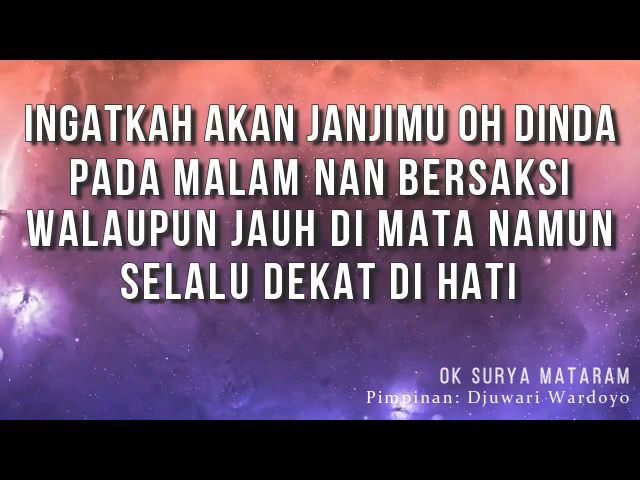 INGATKAH AKAN JANJIMU OH DINDA
PADA MALAM NAN BERSAKSI
WALAUPUN JAUH DI MATA NAMUN
SELALU DEKAT DI HATI
OK SURYA MATARAM
Pimpinan: Djuwari Wardoyo